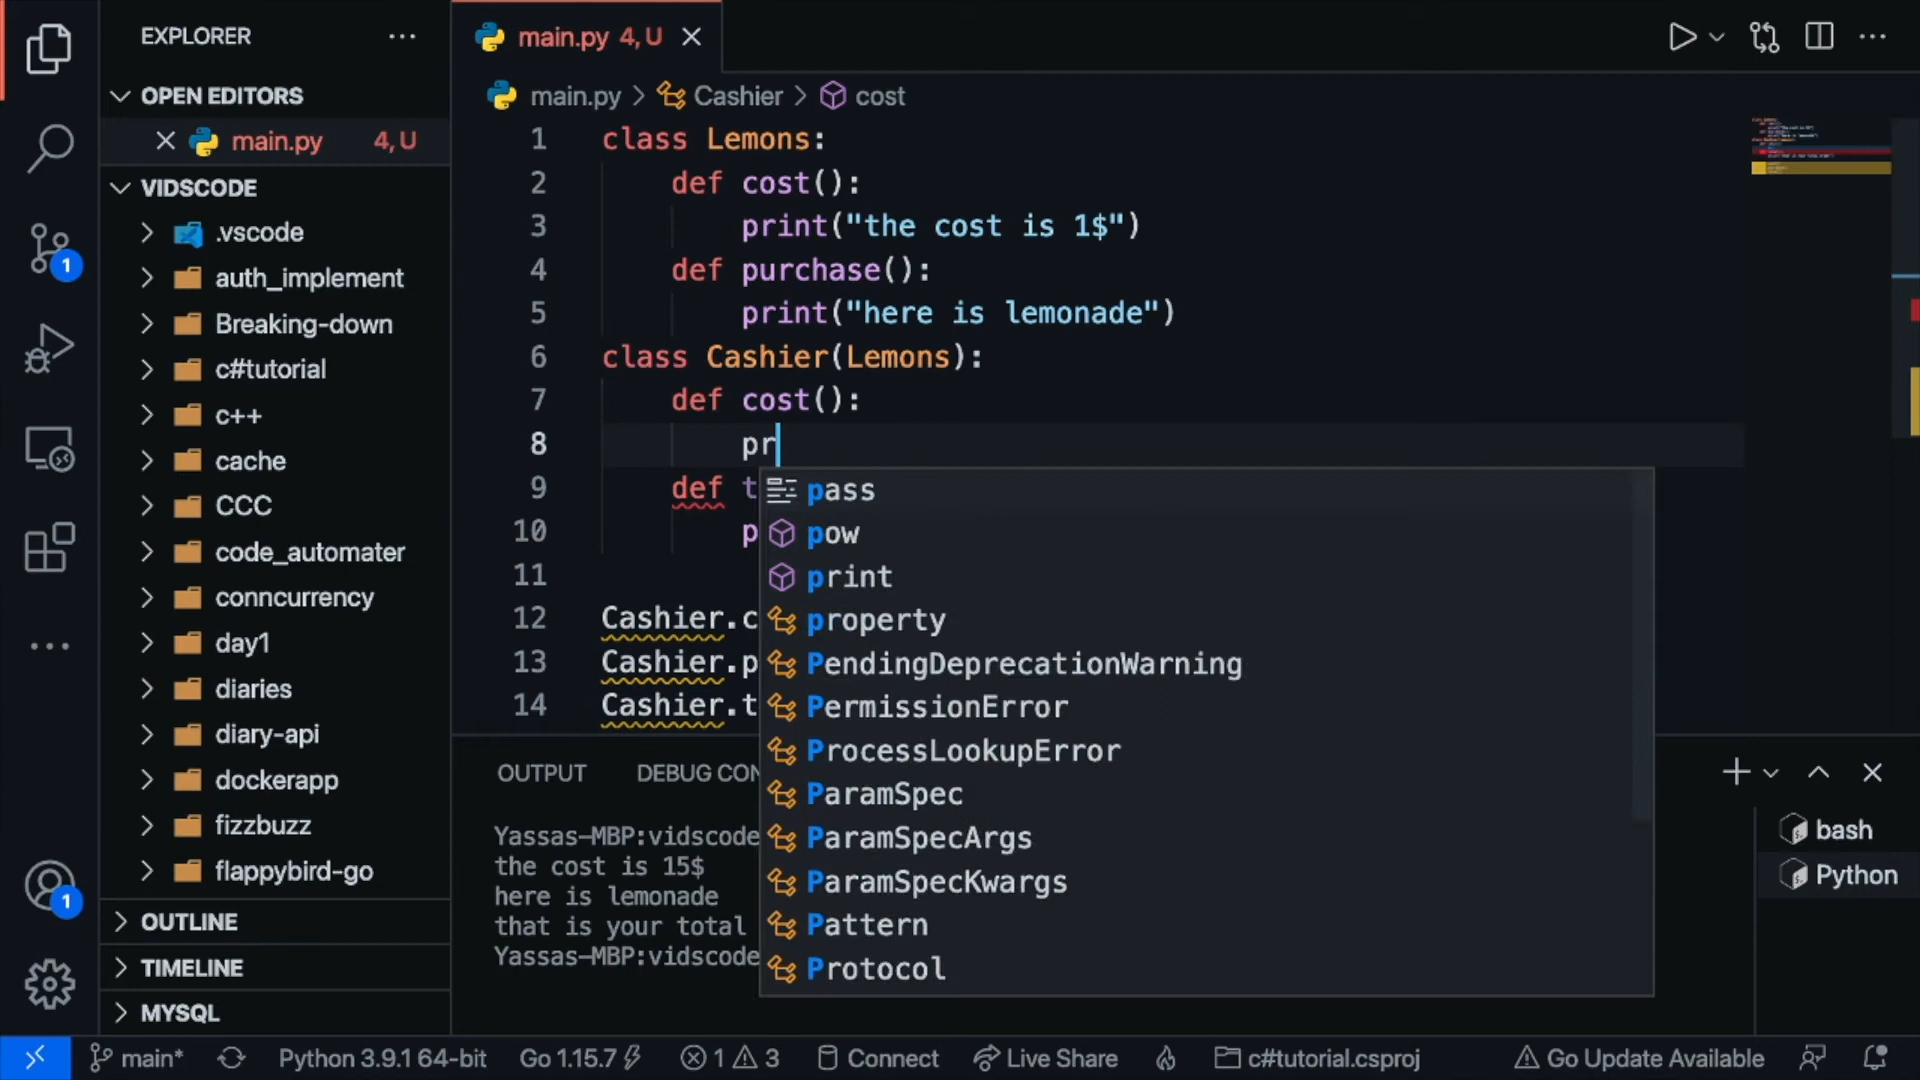 EXPLORER
OPEN EDITORS
main.py 4, U
VIDSCODE
.vscode
auth_implement
Breaking-down
c#tutorial
c++
cache
CCC
code_automater
conncurrency
day1
diaries
diary-api
dockerapp
fizzbuzz
flappybird-go
OUTLINE
TIMELINE
MYSQL
1
1
main.py 4, U
main.py > Cashier > cost
1 class Lemons:
2 def cost():
3 print("the cost is 1$")
4 def purchase():
5 print("here is lemonade")
6 class Cashier(Lemons):
7 def cost():
8 pr
9 def t
10 p
11
12 Cashier.c
13 Cashier.p
14 Cashier.t
pass
pow
print
property
PendingDeprecationWarning
PermissionError
ProcessLookupError
ParamSpec
ParamSpecArgs
ParamSpecKwargs
Pattern
Protocol
OUTPUT DEBUG CON
Yassas-MBP:vidscode
the cost is 15$
here is lemonade
that is your total
Yassas-MBP:vidscode
bash
Python
main* Python 3.9.1 64-bit Go 1.15.7 1 3 Connect Live Share c#tutorial.csproj Go Update Available